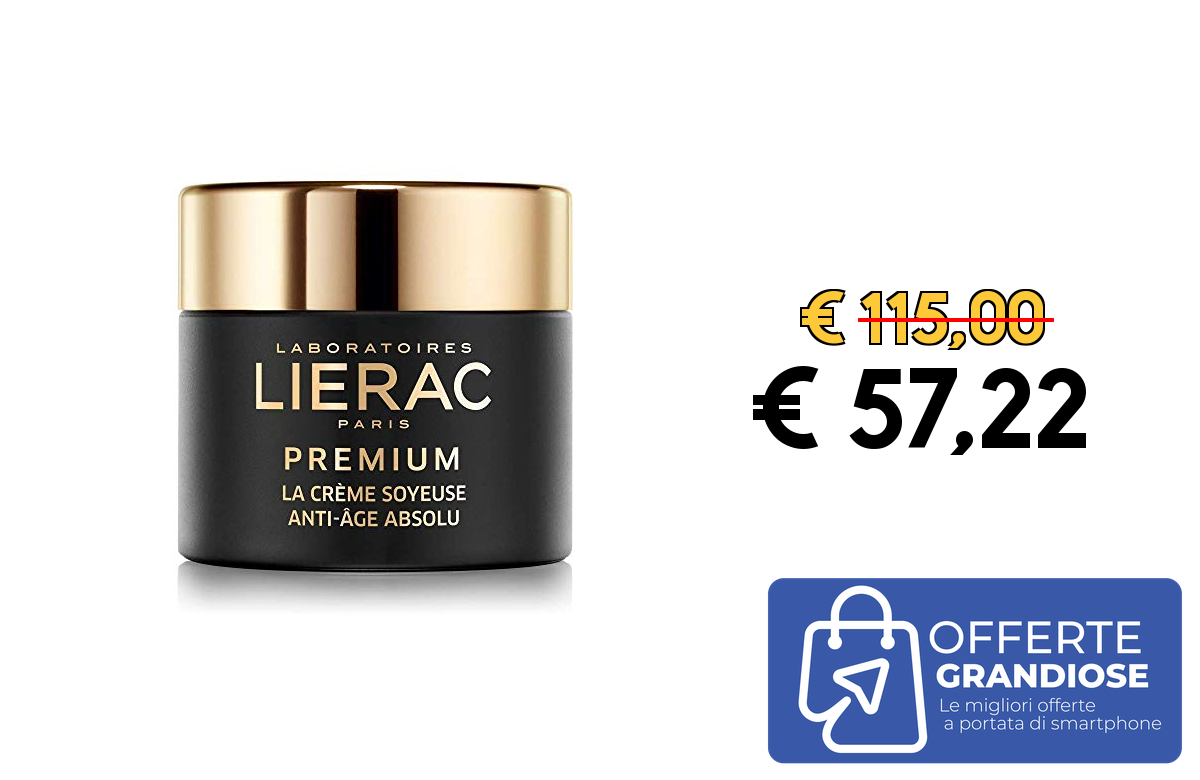 LABORATOIRES
LIERAC
PARIS
PREMIUM
LA CRÈME SOYEUSE
ANTI-ÂGE ABSOLU
€ 115,00
€ 57,22
OFFERTE
GRANDIOSE
Le migliori offerte
a portata di smartphone